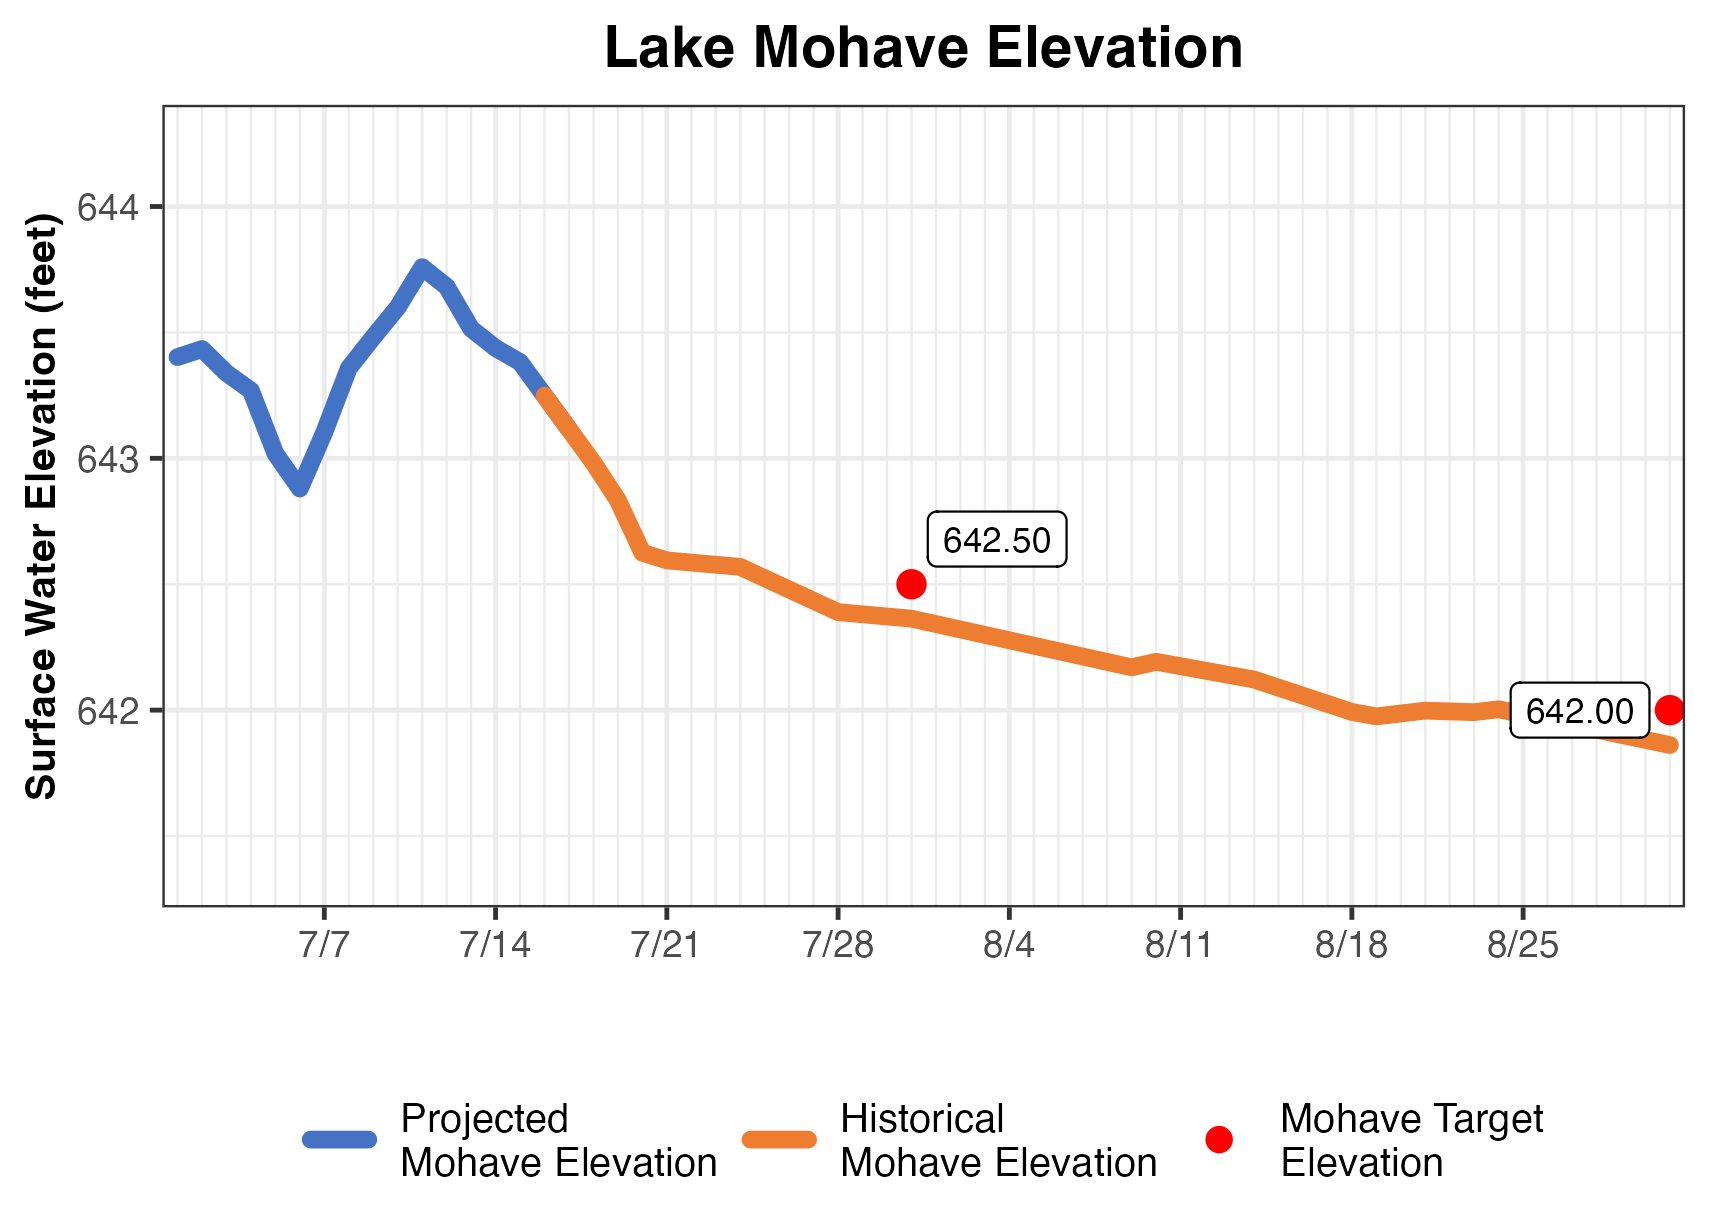 Lake Mohave Elevation
Surface Water Elevation (feet)
644
643
642
642.50
642.00
7/7
7/14
7/21
7/28
8/4
8/11
8/18
8/25
Projected
Mohave Elevation
Historical
Mohave Elevation
Mohave Target
Elevation